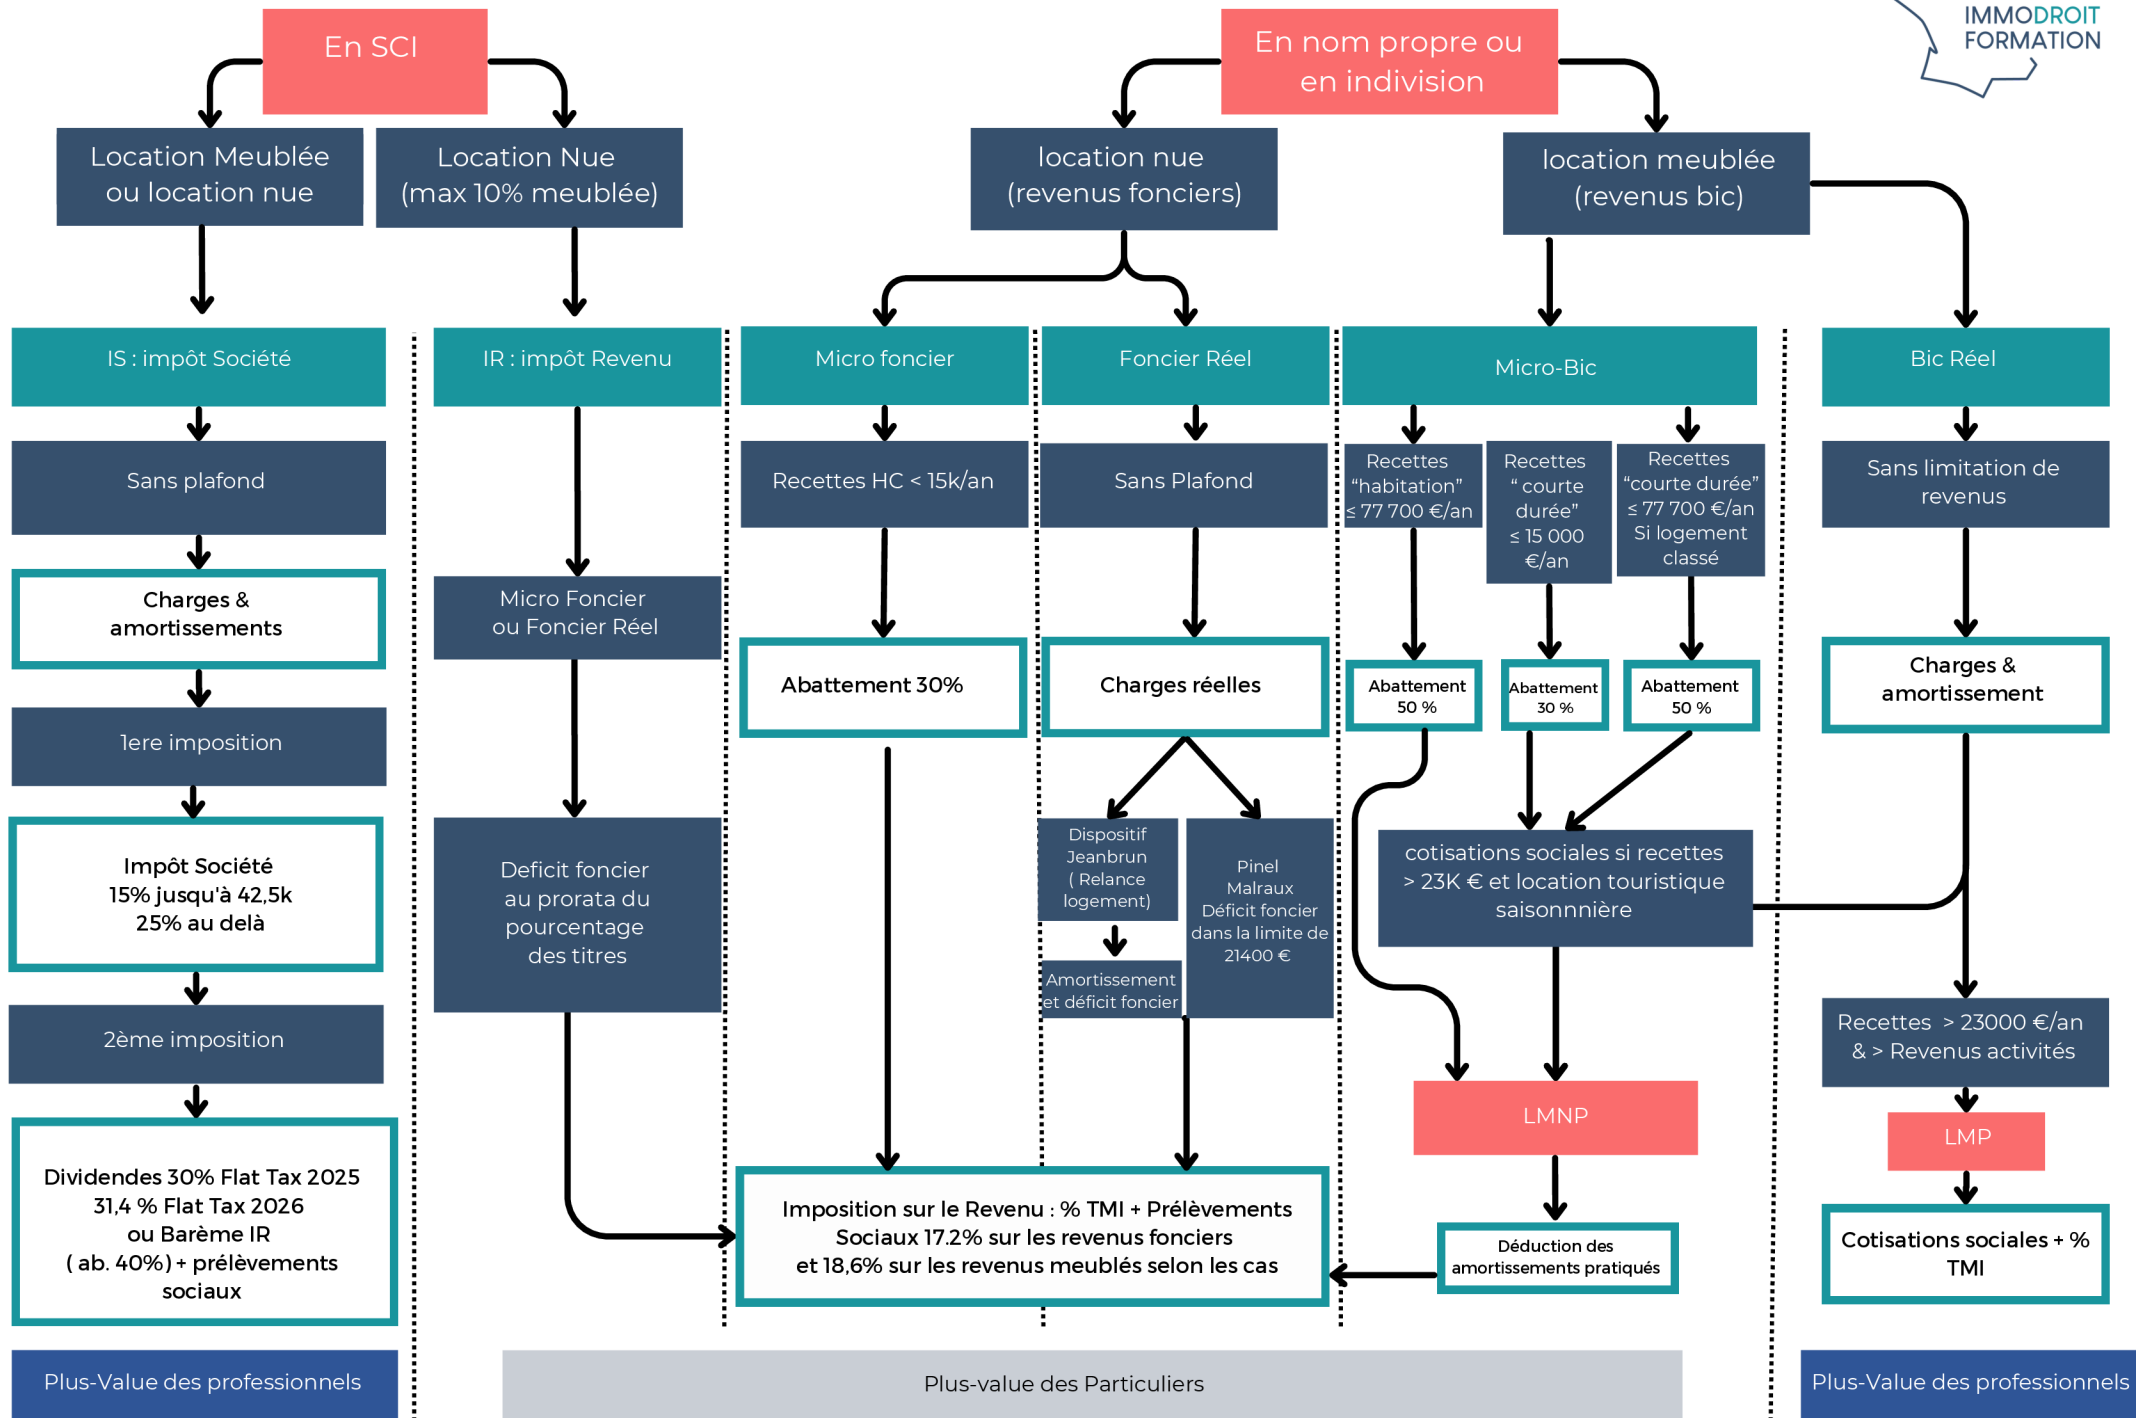 IMMODROIT
FORMATION
En SCI
En nom propre ou
en indivision
Location Meublée
ou location nue
Location Nue
(max 10% meublée)
location nue
(revenus fonciers)
location meublée
(revenus bic)
IS : impôt Société
IR : impôt Revenu
Micro foncier
Foncier Réel
Micro-Bic
Bic Réel
Sans plafond
Charges &
amortissements
1ere imposition
Impôt Société
15% jusqu'à 42,5k
25% au delà
2ème imposition
Dividendes 30% Flat Tax 2025
31,4 % Flat Tax 2026
ou Barème IR
( ab. 40%) + prélèvements
sociaux
Micro Foncier
ou Foncier Réel
Deficit foncier
au prorata du
pourcentage
des titres
Recettes HC < 15k/an
Abattement 30%
Sans Plafond
Charges réelles
Dispositif
Jeanbrun
( Relance
logement)
Amortissement
et déficit foncier
Pinel
Malraux
Déficit foncier
dans la limite de
21400 €
Imposition sur le Revenu : % TMI + Prélèvements
Sociaux 17.2% sur les revenus fonciers
et 18,6% sur les revenus meublés selon les cas
Recettes
“habitation”
≤ 77 700 €/an
Recettes
“ courte
durée”
≤ 15 000
€/an
Recettes
“courte durée”
≤ 77 700 €/an
Si logement
classé
Abattement
50 %
Abattement
30 %
Abattement
50 %
cotisations sociales si recettes
> 23K € et location touristique
saisonnnière
LMNP
Déduction des
amortissements pratiqués
Sans limitation de
revenus
Charges &
amortissement
Recettes > 23000 €/an
& > Revenus activités
LMP
Cotisations sociales + %
TMI
Plus-Value des professionnels
Plus-value des Particuliers
Plus-Value des professionnels